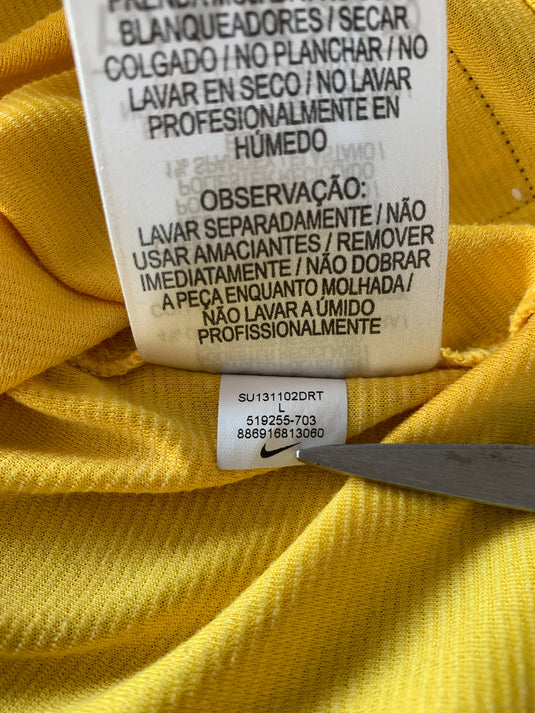 BLANQUEADORES / SECAR
COLGADO / NO PLANCHAR / NO
LAVAR EN SECO / NO LAVAR
PROFESIONALMENTE EN
HÚMEDO
OBSERVAÇÃO:
LAVAR SEPARADAMENTE / NÃO
USAR AMACIANTES / REMOVER
IMEDIATAMENTE / NÃO DOBRAR
A PEÇA ENQUANTO MOLHADA /
NÃO LAVAR A ÚMIDO
PROFISSIONALMENTE
SU131102DRT
L
519255-703
886916813060